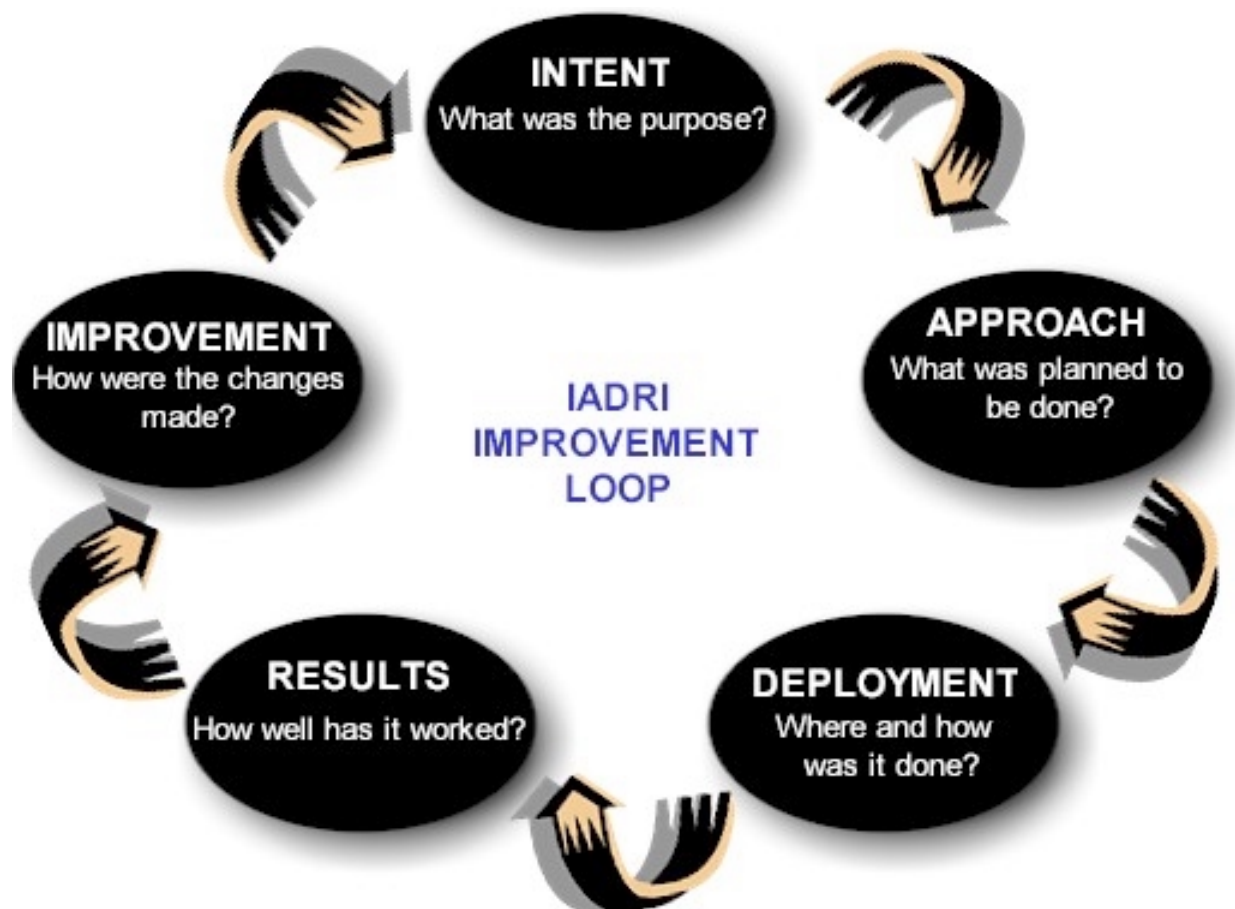 INTENT
What was the purpose?
APPROACH
What was planned to
be done?
DEPLOYMENT
Where and how
was it done?
RESULTS
How well has it worked?
IMPROVEMENT
How were the changes
made?
IADRI
IMPROVEMENT
LOOP